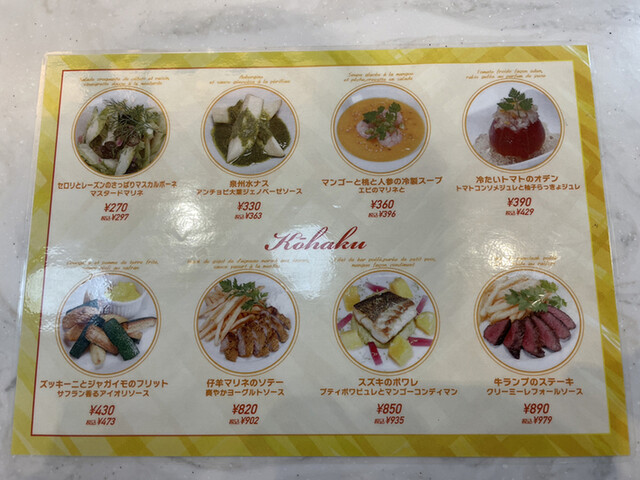 セロリとレーズンのさっぱりマスカルポーネ
マスタードマリネ
¥270
税込 ¥297
泉州水ナス
アンチョビ大葉ジェノベーゼソース
¥330
税込 ¥363
マンゴーと桃と人参の冷製スープ
エビのマリネと
¥360
税込 ¥396
冷たいトマトのオデン
トマトコンソメジュレと柚子らっきょジュレ
¥390
税込 ¥429
Kohaku
ズッキーニとジャガイモのフリット
サフラン香るアイオリソース
¥430
税込 ¥473
仔羊マリネのソテー
爽やかヨーグルトソース
¥820
税込 ¥902
スズキのポワレ
プティポワピュレとマンゴーコンディマン
¥850
税込 ¥935
牛ランプのステーキ
クリーミーレフォールソース
¥890
税込 ¥979